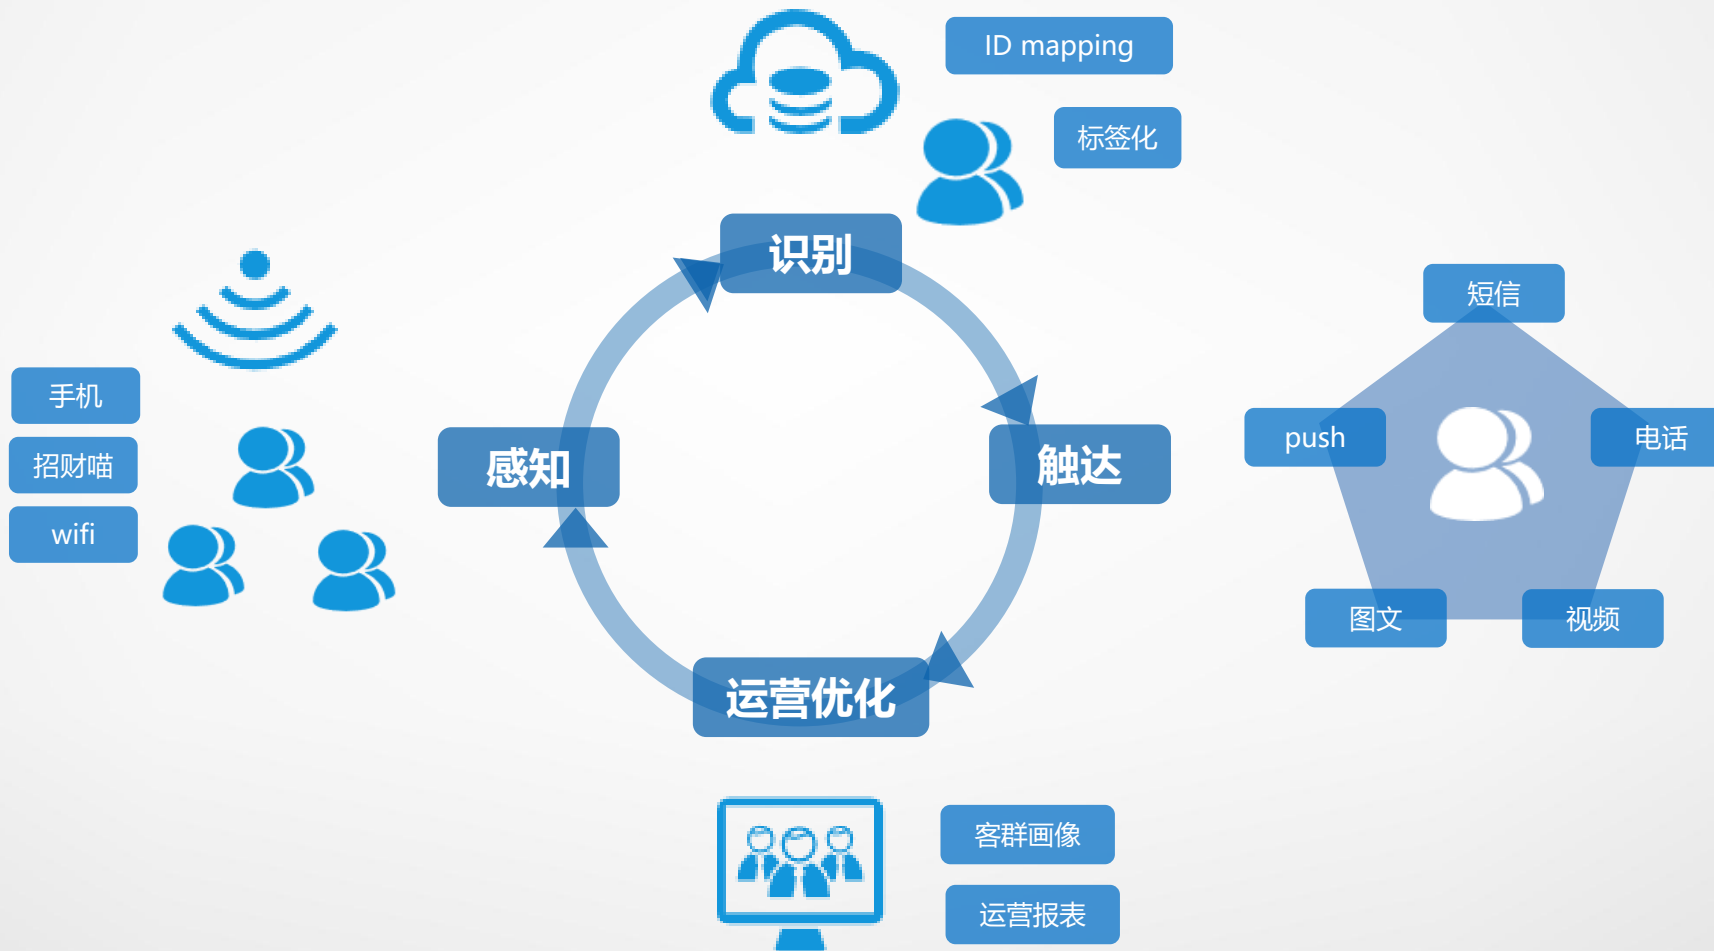 ID mapping
标签化
识别
短信
手机
招财喵
wifi
感知
触达
push
电话
图文
视频
运营优化
客群画像
运营报表